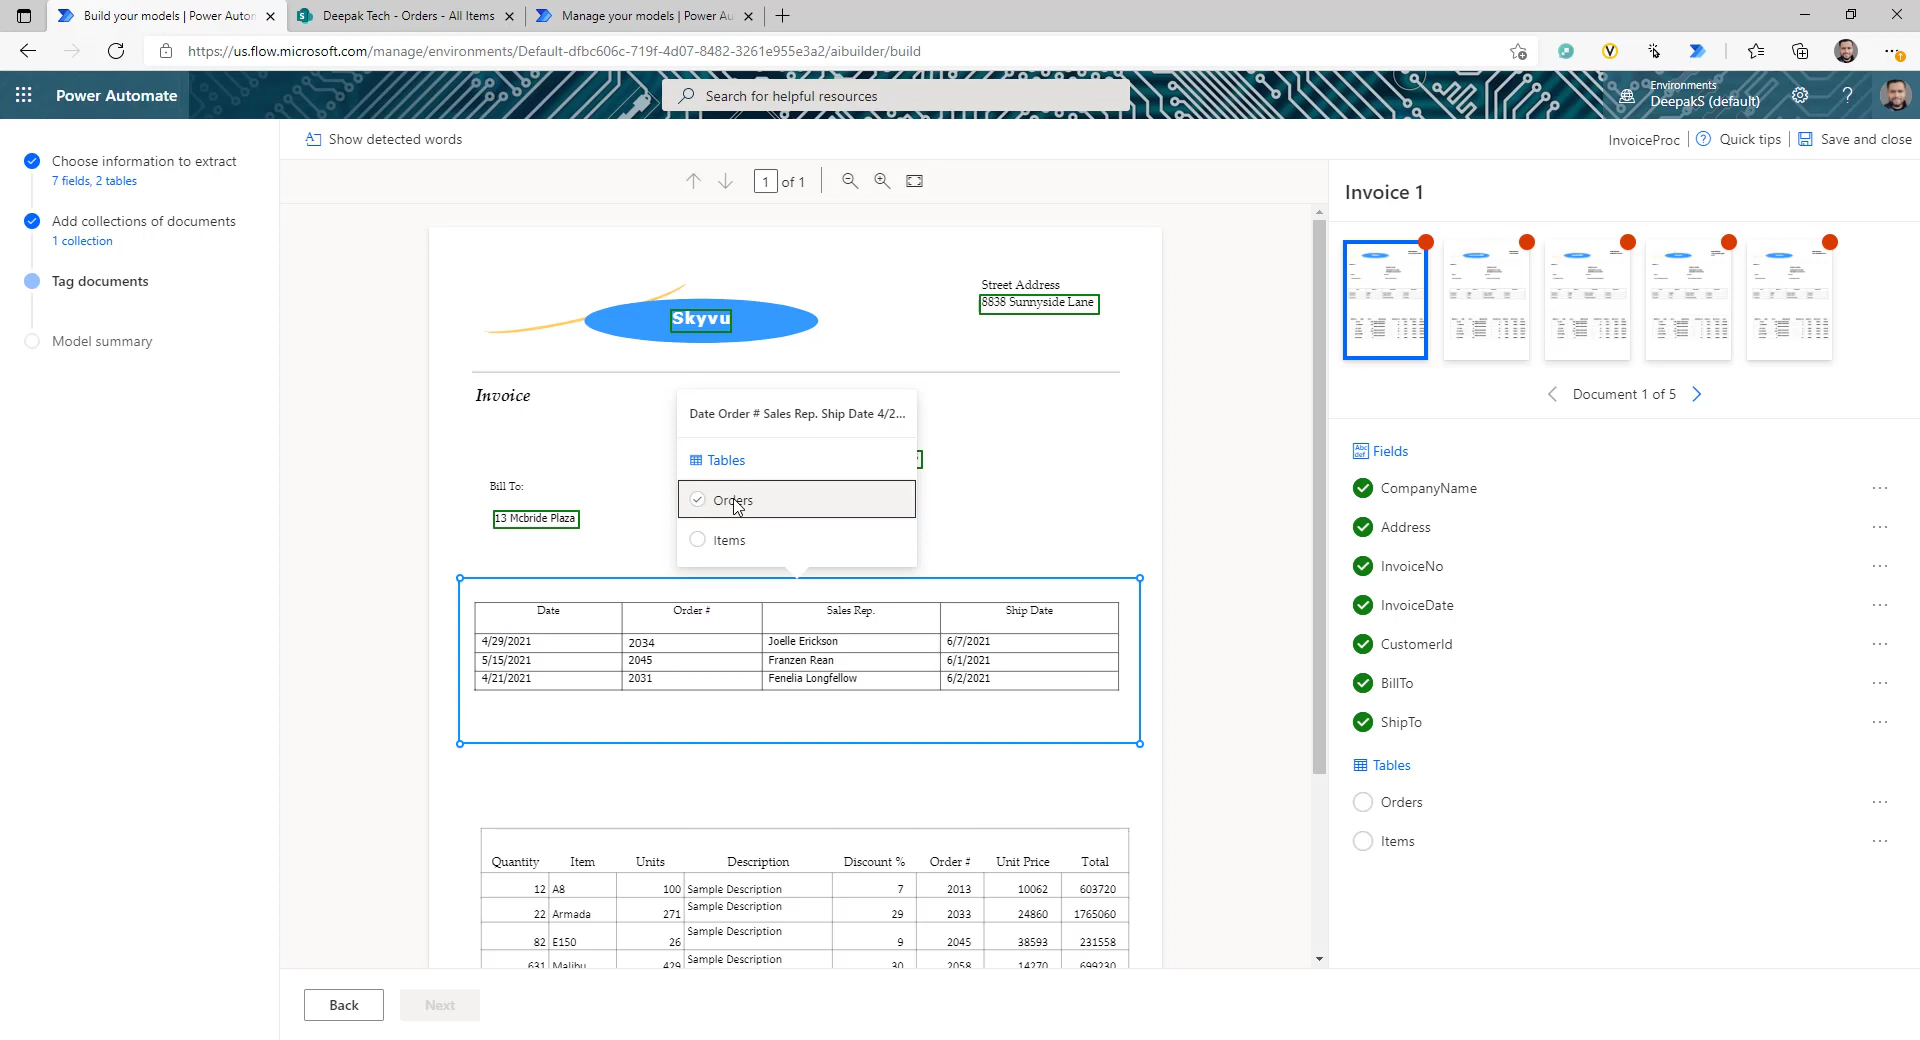 Build your models | Power Autor
Deepak Tech - Orders - All Items
Manage your models | Power Au
https://us.flow.microsoft.com/manage/environments/Default-dfbc606c-719f-4d07-8482-3261e955e3a2/aibuilder/build
Power Automate
Search for helpful resources
Environments
DeepakS (default)
Choose information to extract
7 fields, 2 tables
Add collections of documents
1 collection
Tag documents
Model summary
Show detected words
InvoiceProc
Quick tips
Save and close
1 of 1
Skyvu
Street Address
8838 Sunnyside Lane
Invoice
Bill To:
13 Mcbride Plaza
Date Order # Sales Rep. Ship Date 4/2...
Tables
Orders
Items
Date Order # Sales Rep. Ship Date
4/29/2021 2034 Joelle Erickson 6/7/2021
5/15/2021 2045 Franzen Rean 6/1/2021
4/21/2021 2031 Fenelia Longfellow 6/2/2021
Quantity Item Units Description Discount % Order # Unit Price Total
12 A8 100 Sample Description 7 2013 10062 603720
22 Armada 271 Sample Description 29 2033 24860 1765060
82 E150 26 Sample Description 9 2045 38593 231558
631 Malibu 429 Sample Description 30 2058 14270 699230
Back
Next
Invoice 1
Document 1 of 5
Fields
CompanyName
Address
InvoiceNo
InvoiceDate
CustomerId
BillTo
ShipTo
Tables
Orders
Items